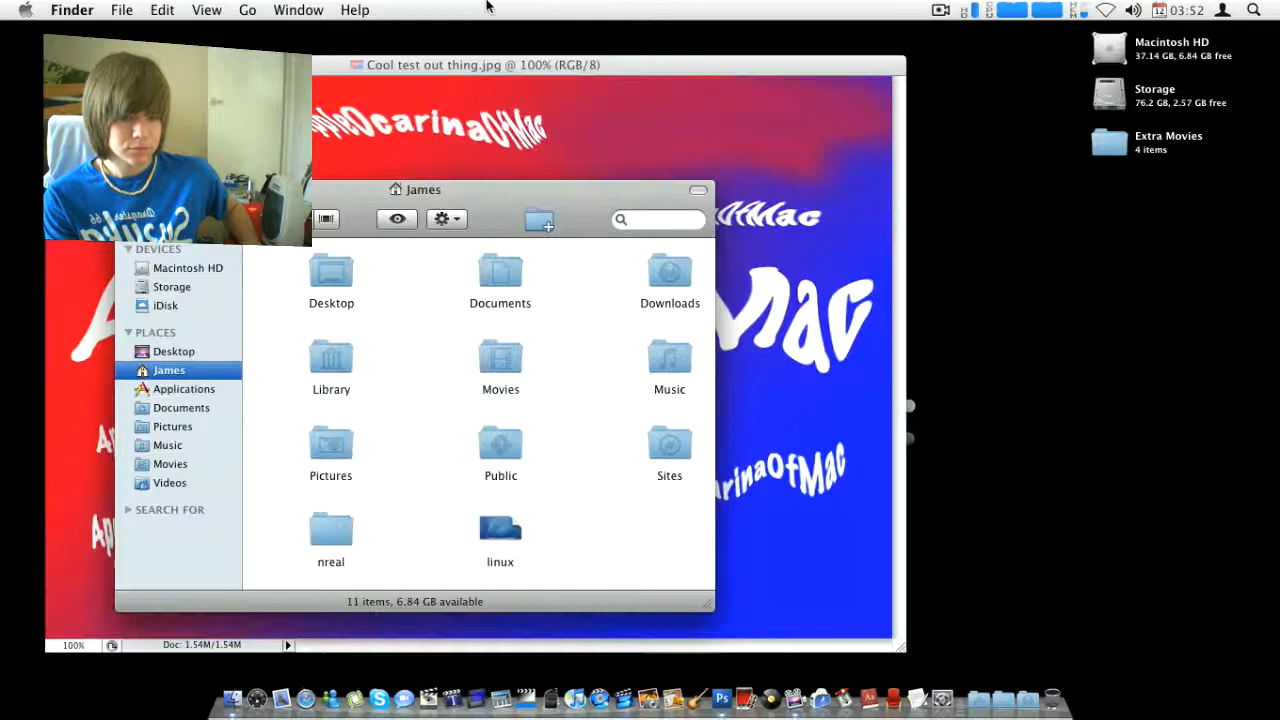 Finder File Edit View Go Window Help 03:52
Macintosh HD
37.14 GB, 6.84 GB free
Storage
76.2 GB, 2.57 GB free
Extra Movies
4 items
Cool test out thing.jpg @ 100% (RGB/8)
OcarinaOfMac
OfMac
Mac
arinaOfMac
James
DEVICES
Macintosh HD
Storage
iDisk
PLACES
Desktop
James
Applications
Documents
Pictures
Music
Movies
Videos
SEARCH FOR
Desktop Documents Downloads
Library Movies Music
Pictures Public Sites
nreal linux
11 items, 6.84 GB available
100% Doc: 1.54M/1.54M